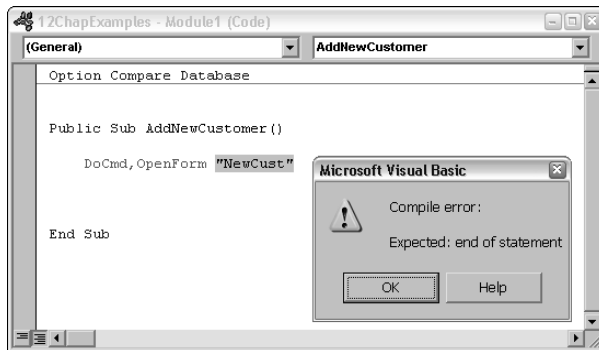 12ChapExamples - Module1 (Code)
(General)
AddNewCustomer
Option Compare Database
Public Sub AddNewCustomer()
DoCmd,OpenForm "NewCust"
End Sub
Microsoft Visual Basic
Compile error:
Expected: end of statement
OK
Help